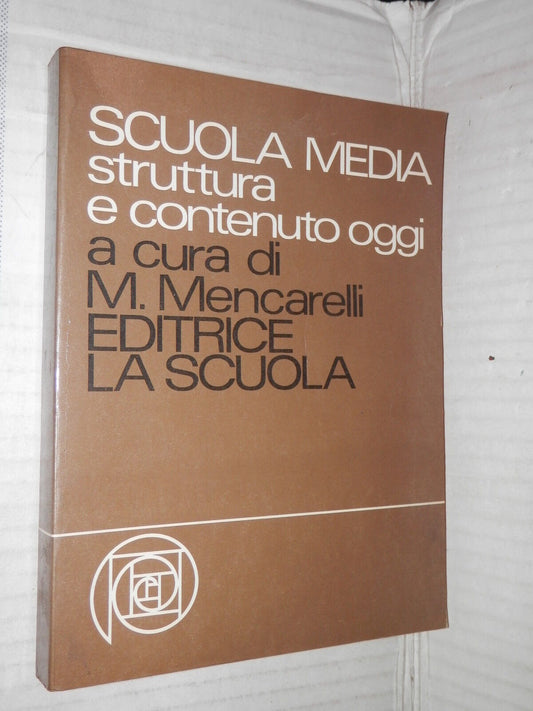 SCUOLA MEDIA
struttura
e contenuto oggi
a cura di
M. Mencarelli
EDITRICE
LA SCUOLA